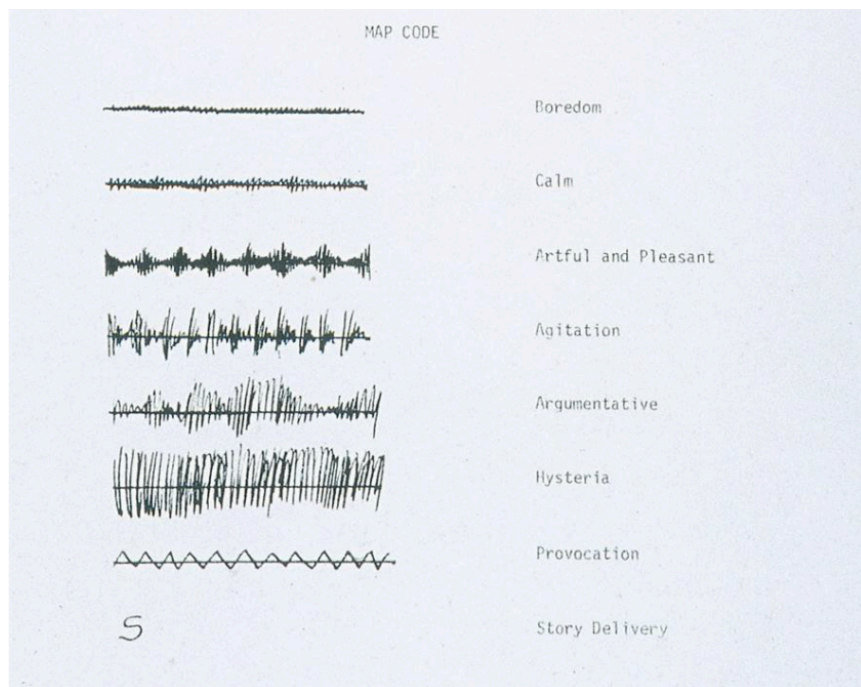 MAP CODE
Boredom
Calm
Artful and Pleasant
Agitation
Argumentative
Hysteria
Provocation
S Story Delivery